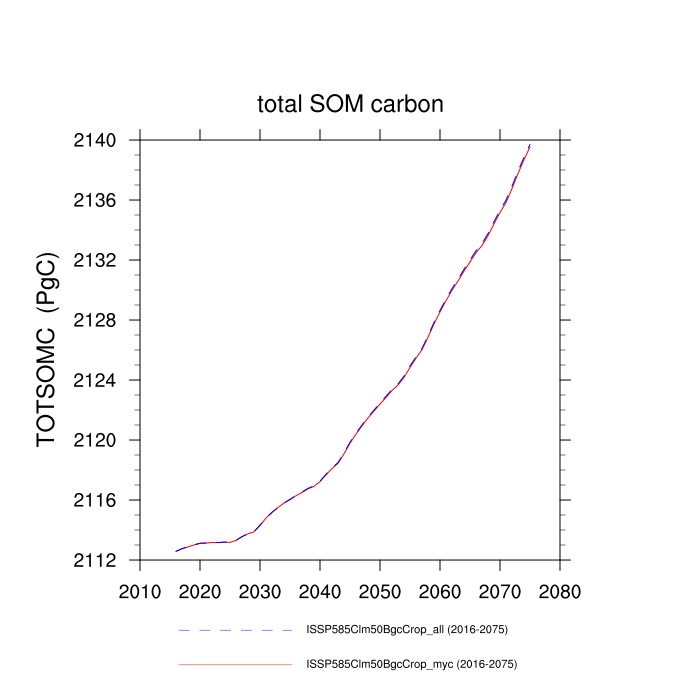 total SOM carbon
2140
2136
2132
2128
2124
2120
2116
2112
TOTSOMC (PgC)
2010 2020 2030 2040 2050 2060 2070 2080
ISSP585Clm50BgcCrop_all (2016-2075)
ISSP585Clm50BgcCrop_myc (2016-2075)